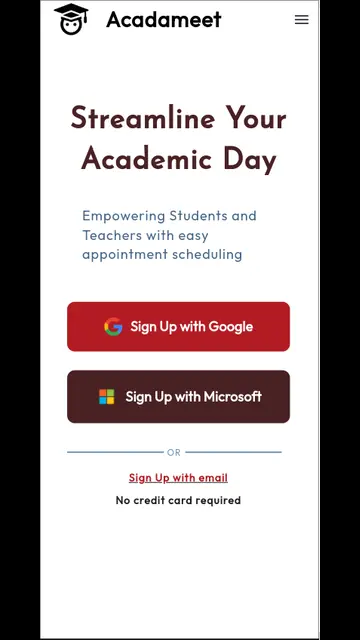 Acadameet
Streamline Your
Academic Day
Empowering Students and
Teachers with easy
appointment scheduling
Sign Up with Google
Sign Up with Microsoft
OR
Sign Up with email
No credit card required